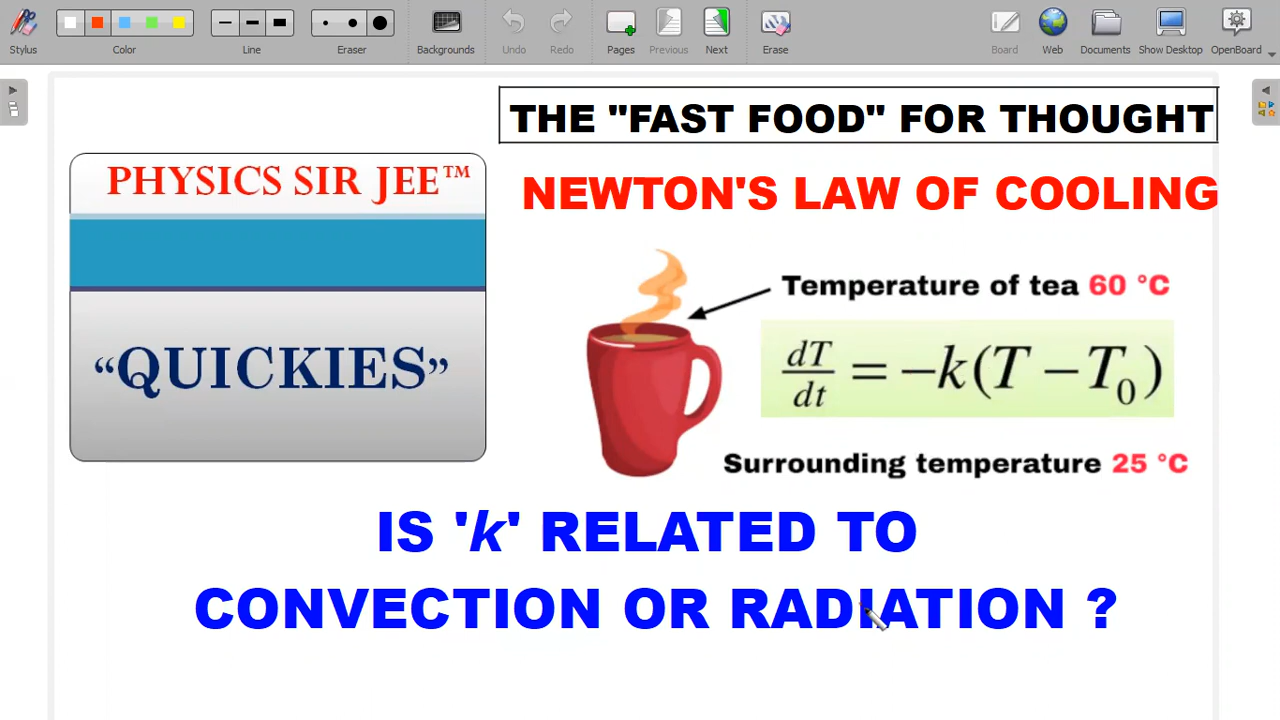 Stylus
Color
Line
Eraser
Backgrounds
Undo
Redo
Pages
Previous
Next
Erase
Board
Web
Documents
Show Desktop
OpenBoard
THE "FAST FOOD" FOR THOUGHT
PHYSICS SIR JEE™
NEWTON'S LAW OF COOLING
Temperature of tea 60 °C
dT/dt = −k(T − T₀)
“QUICKIES”
Surrounding temperature 25 °C
IS 'k' RELATED TO
CONVECTION OR RADIATION ?